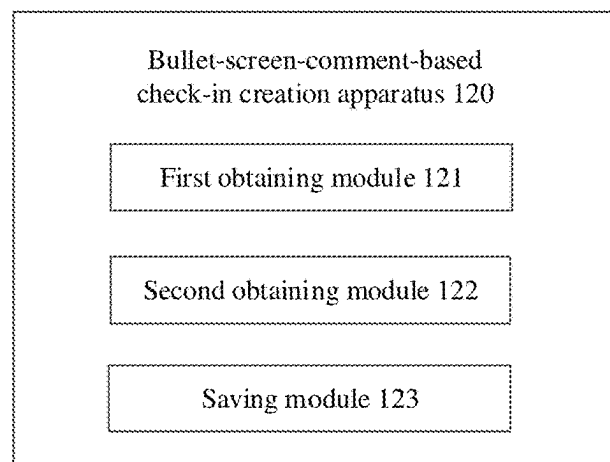 Bullet-screen-comment-based
check-in creation apparatus 120
First obtaining module 121
Second obtaining module 122
Saving module 123